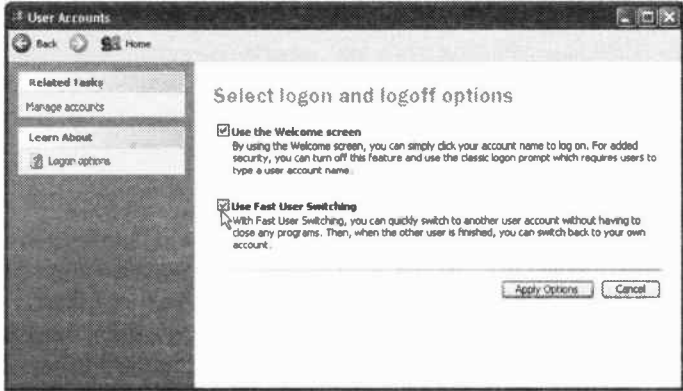 User Accounts
Back Home
Related Tasks
Manage accounts
Learn About
Logon options
Select logon and logoff options
Use the Welcome screen
By using the Welcome screen, you can simply click your account name to log on. For added
security, you can turn off this feature and use the classic logon prompt which requires users to
type a user account name.
Use Fast User Switching
With Fast User Switching, you can quickly switch to another user account without having to
close any programs. Then, when the other user is finished, you can switch back to your own
account.
Apply Options Cancel